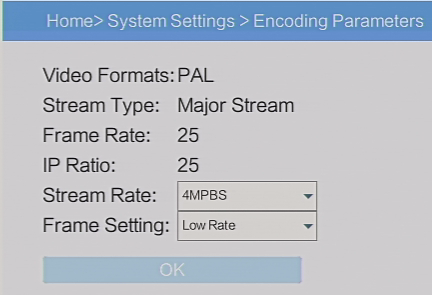 Home> System Settings > Encoding Parameters
Video Formats: PAL
Stream Type: Major Stream
Frame Rate: 25
IP Ratio: 25
Stream Rate: 4MPBS
Frame Setting: Low Rate
OK